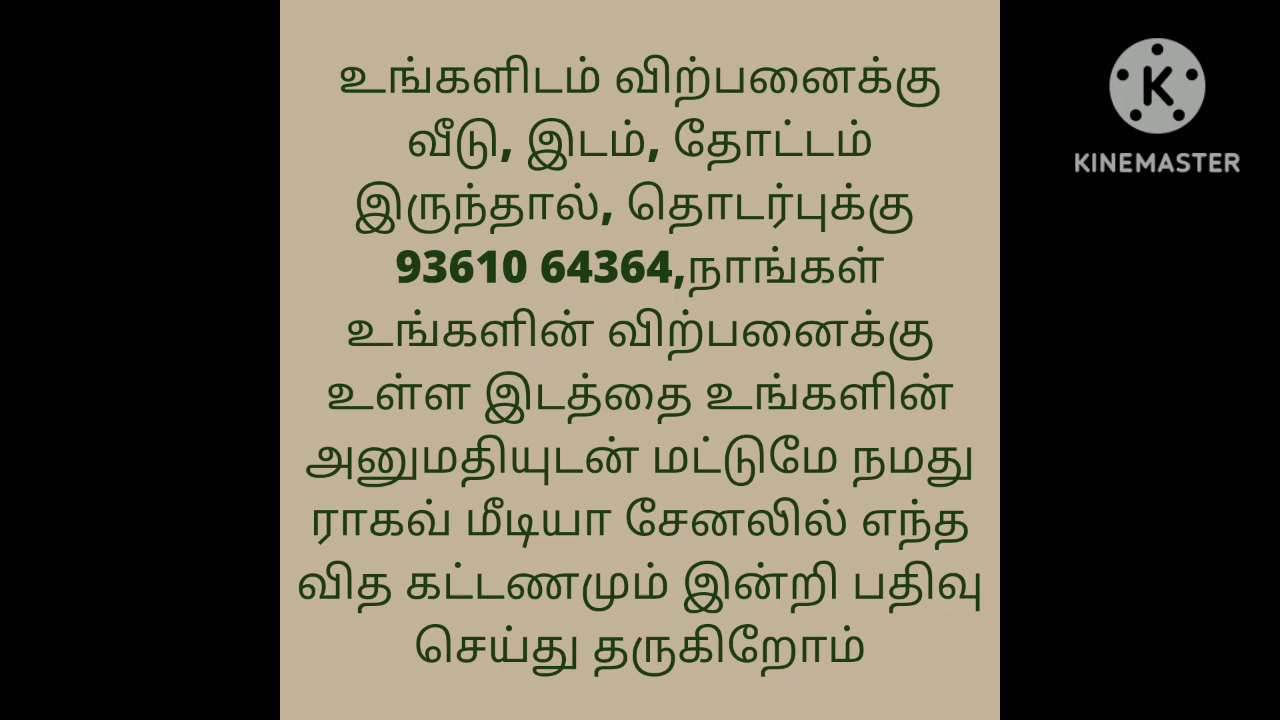 உங்களிடம் விற்பனைக்கு
வீடு, இடம், தோட்டம்
இருந்தால், தொடர்புக்கு
93610 64364,நாங்கள்
உங்களின் விற்பனைக்கு
உள்ள இடத்தை உங்களின்
அனுமதியுடன் மட்டுமே நமது
ராகவ் மீடியா சேனலில் எந்த
வித கட்டணமும் இன்றி பதிவு
செய்து தருகிறோம்
K
KINEMASTER